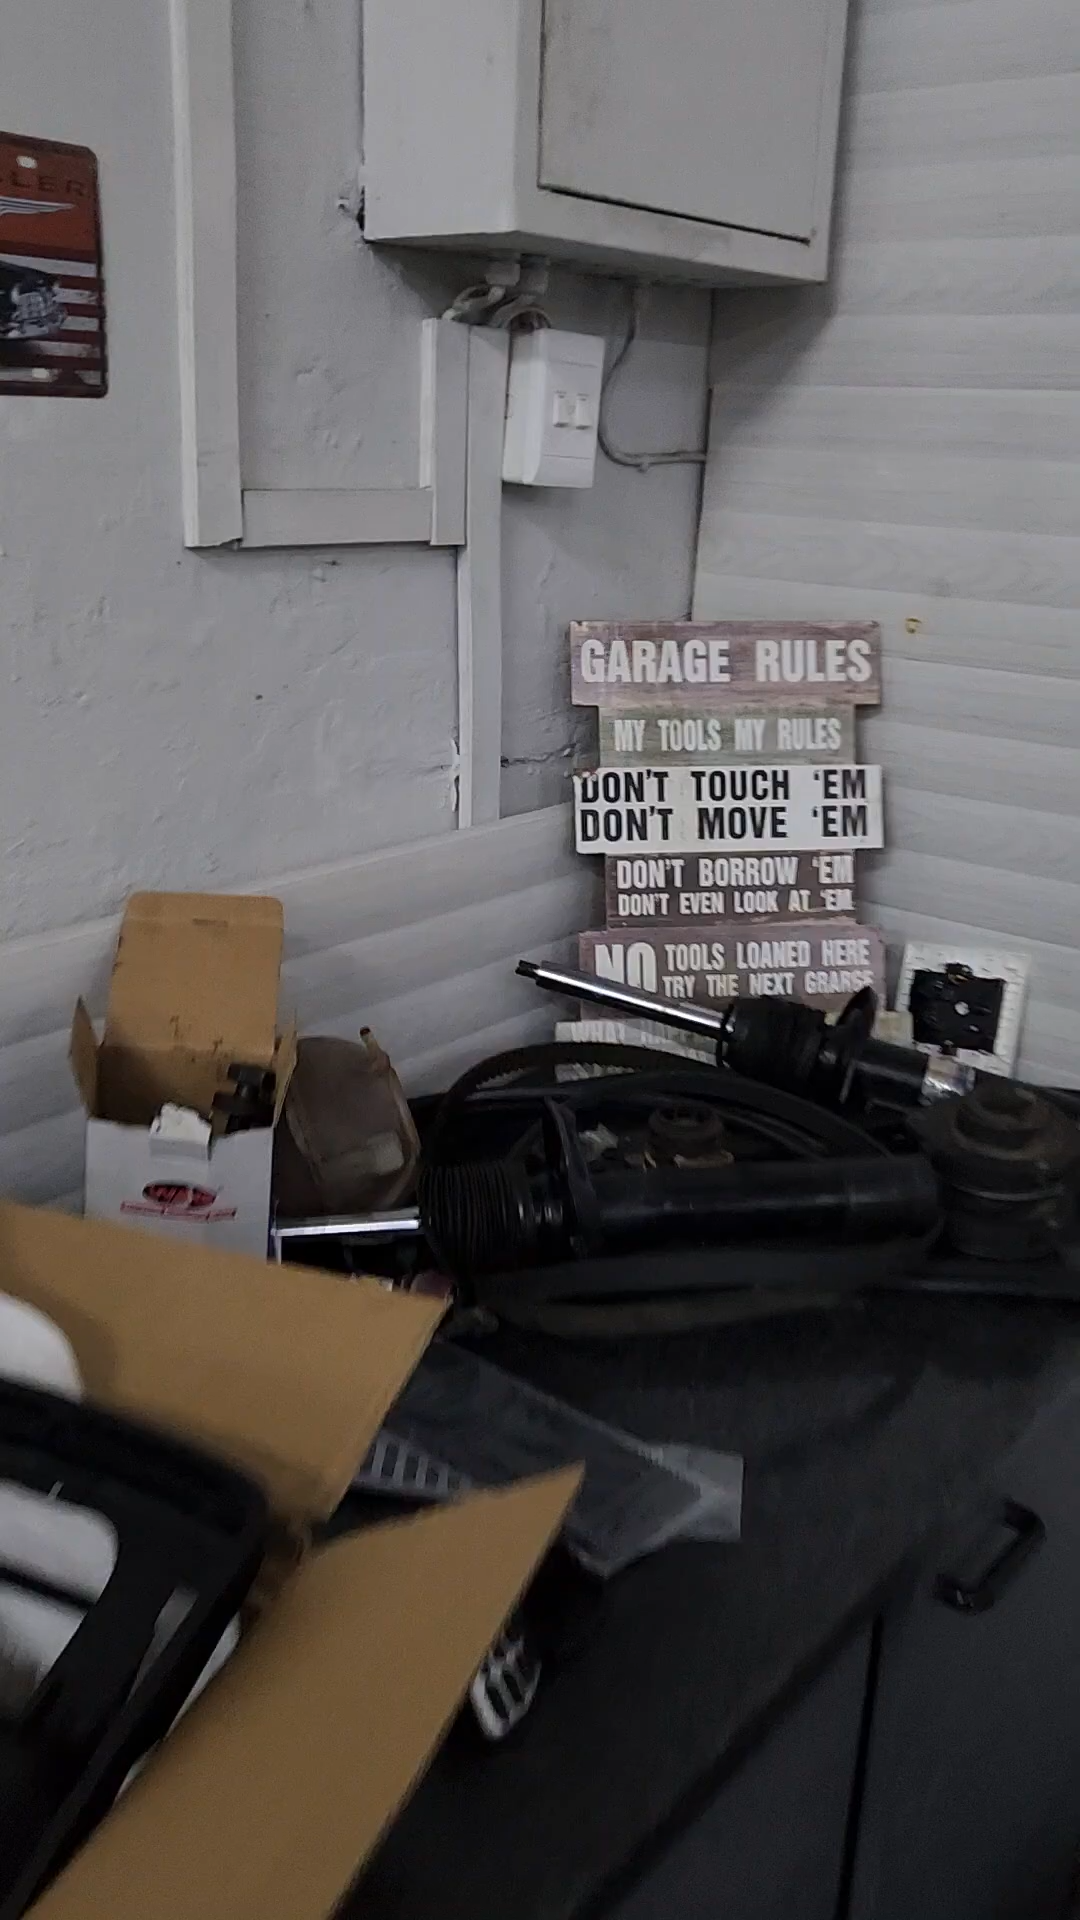 GARAGE RULES
MY TOOLS MY RULES
DON'T TOUCH 'EM
DON'T MOVE 'EM
DON'T BORROW 'EM
DON'T EVEN LOOK AT 'EM
NO TOOLS LOANED HERE
TRY THE NEXT GRARGE
WHAT